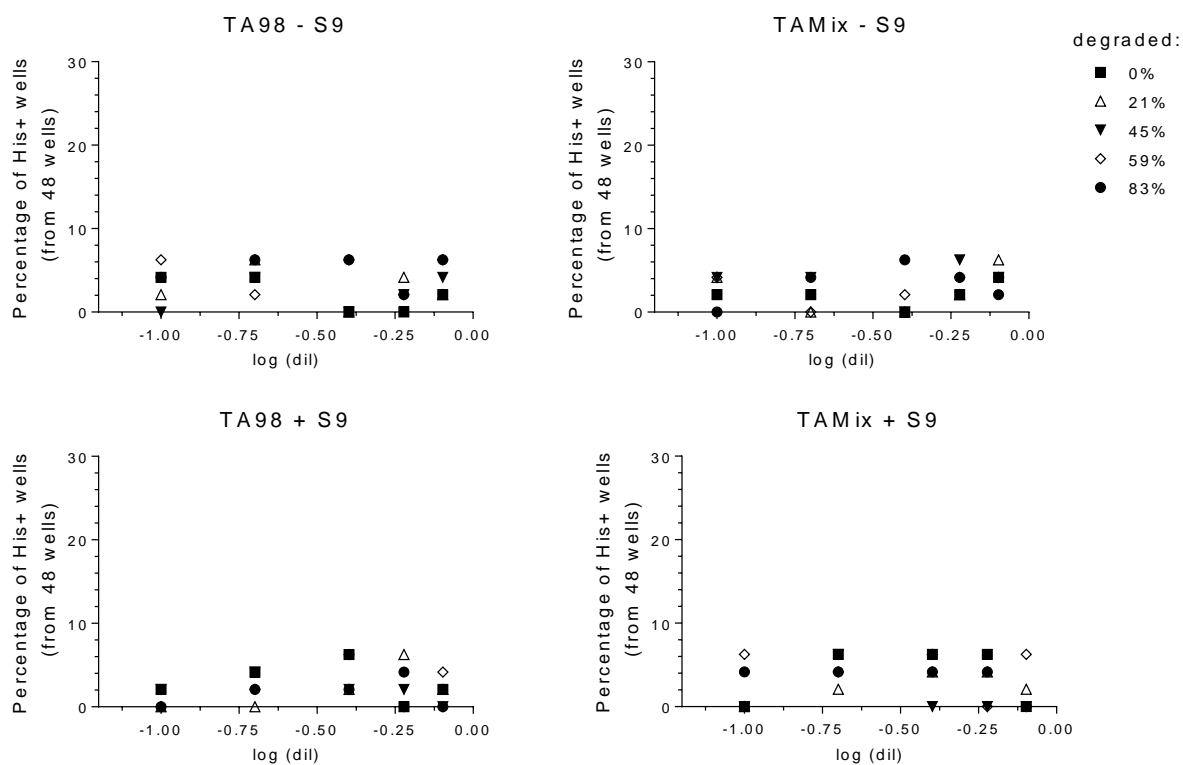 TA98 - S9
Percentage of His+ wells
(from 48 wells)
30
20
10
0
-1.00 -0.75 -0.50 -0.25 0.00
log (dil)
TAMix - S9
Percentage of His+ wells
(from 48 wells)
30
20
10
0
-1.00 -0.75 -0.50 -0.25 0.00
log (dil)
degraded:
0%
21%
45%
59%
83%
TA98 + S9
Percentage of His+ wells
(from 48 wells)
30
20
10
0
-1.00 -0.75 -0.50 -0.25 0.00
log (dil)
TAMix + S9
Percentage of His+ wells
(from 48 wells)
30
20
10
0
-1.00 -0.75 -0.50 -0.25 0.00
log (dil)